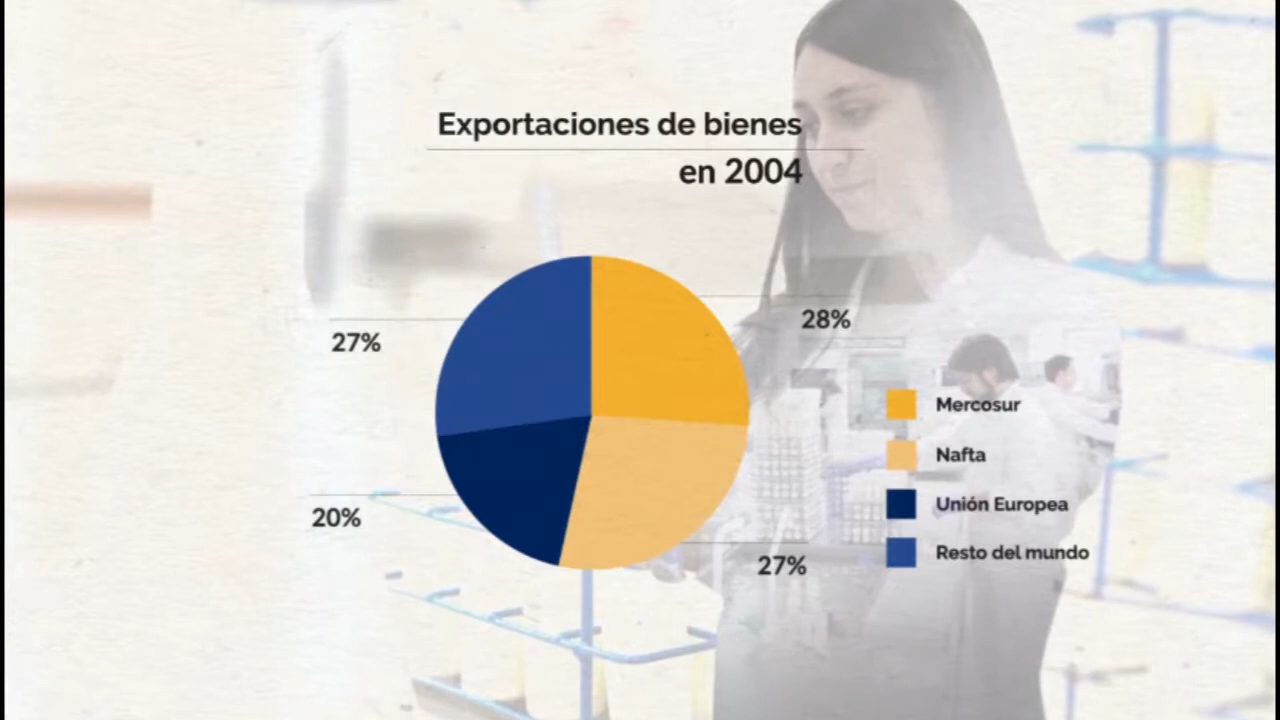 Exportaciones de bienes
en 2004
27%
28%
20%
27%
Mercosur
Nafta
Unión Europea
Resto del mundo